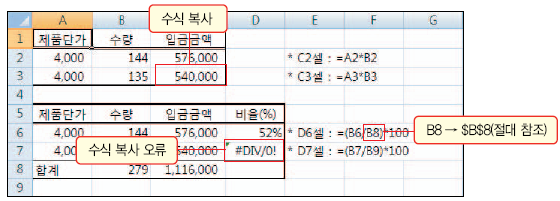 수식 복사
A B C D E F G
1 제품단가 수량 입금금액
2 4,000 144 576,000 * C2셀 : =A2*B2
3 4,000 135 540,000 * C3셀 : =A3*B3
4
5 제품단가 수량 입금금액 비율(%)
6 4,000 144 576,000 52% * D6셀 : =(B6/B8)*100 B8 → $B$8(절대 참조)
7 4,00 수식 복사 오류 540,000 #DIV/0! * D7셀 : =(B7/B9)*100
8 합계 279 1,116,000
9